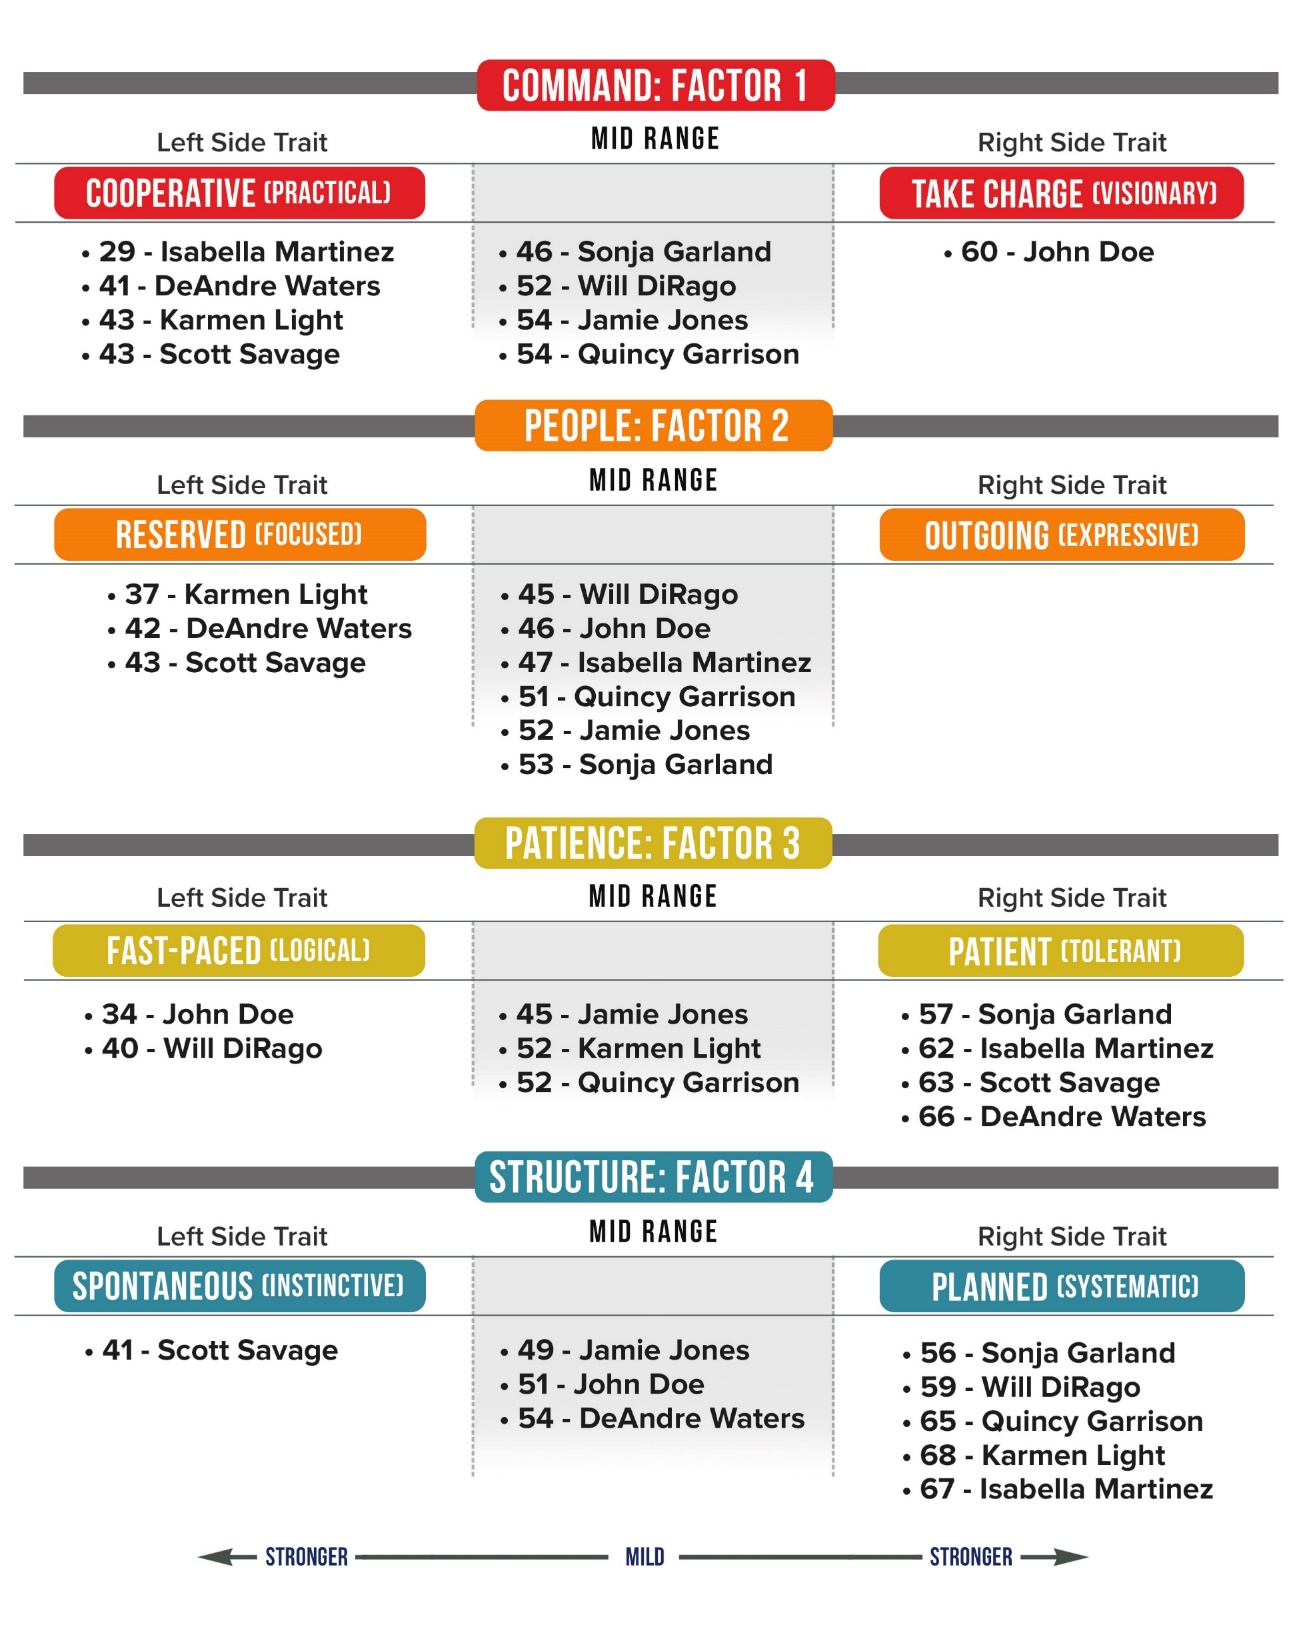 COMMAND: FACTOR 1
Left Side Trait MID RANGE Right Side Trait
COOPERATIVE (PRACTICAL) TAKE CHARGE (VISIONARY)
• 29 - Isabella Martinez
• 41 - DeAndre Waters
• 43 - Karmen Light
• 43 - Scott Savage
• 46 - Sonja Garland
• 52 - Will DiRago
• 54 - Jamie Jones
• 54 - Quincy Garrison
• 60 - John Doe
PEOPLE: FACTOR 2
Left Side Trait MID RANGE Right Side Trait
RESERVED (FOCUSED) OUTGOING (EXPRESSIVE)
• 37 - Karmen Light
• 42 - DeAndre Waters
• 43 - Scott Savage
• 45 - Will DiRago
• 46 - John Doe
• 47 - Isabella Martinez
• 51 - Quincy Garrison
• 52 - Jamie Jones
• 53 - Sonja Garland
PATIENCE: FACTOR 3
Left Side Trait MID RANGE Right Side Trait
FAST-PACED (LOGICAL) PATIENT (TOLERANT)
• 34 - John Doe
• 40 - Will DiRago
• 45 - Jamie Jones
• 52 - Karmen Light
• 52 - Quincy Garrison
• 57 - Sonja Garland
• 62 - Isabella Martinez
• 63 - Scott Savage
• 66 - DeAndre Waters
STRUCTURE: FACTOR 4
Left Side Trait MID RANGE Right Side Trait
SPONTANEOUS (INSTINCTIVE) PLANNED (SYSTEMATIC)
• 41 - Scott Savage
• 49 - Jamie Jones
• 51 - John Doe
• 54 - DeAndre Waters
• 56 - Sonja Garland
• 59 - Will DiRago
• 65 - Quincy Garrison
• 68 - Karmen Light
• 67 - Isabella Martinez
STRONGER MILD STRONGER